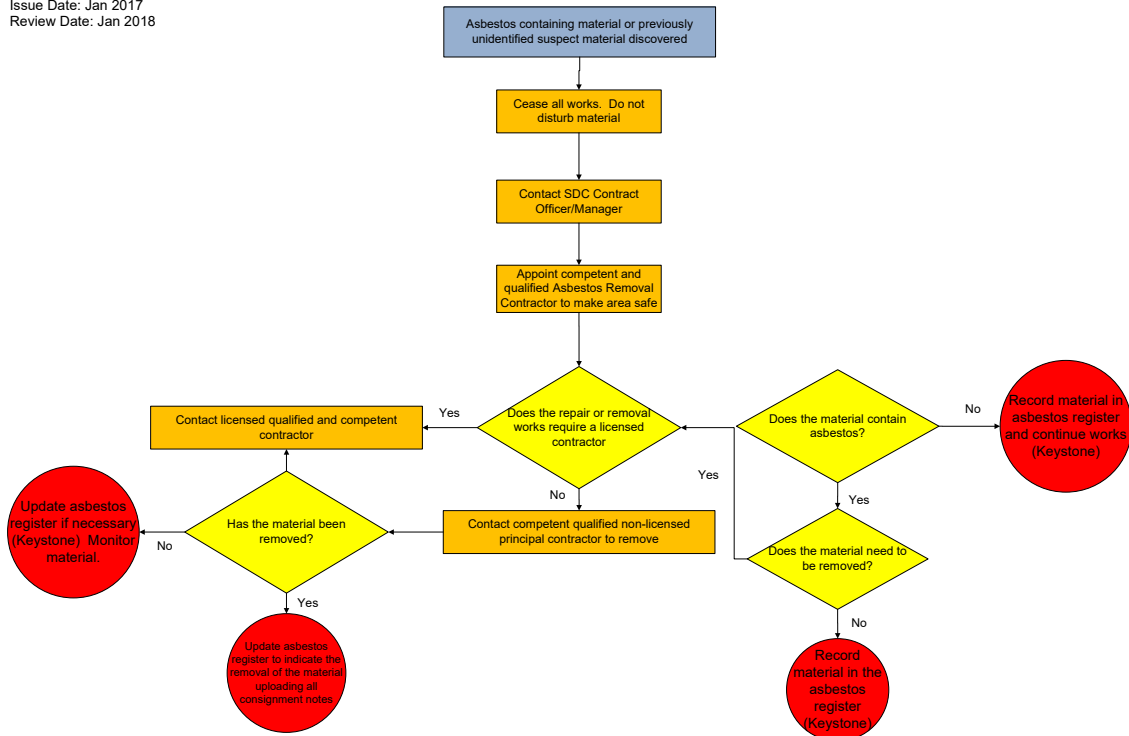 Issue Date: Jan 2017
Review Date: Jan 2018
Asbestos containing material or previously
unidentified suspect material discovered
Cease all works.  Do not
disturb material
Contact SDC Contract
Officer/Manager
Appoint competent and
qualified Asbestos Removal
Contractor to make area safe
Does the repair or removal
works require a licensed
contractor
Yes
Contact licensed qualified and competent
contractor
No
Contact competent qualified non-licensed
principal contractor to remove
Has the material been
removed?
No
Update asbestos
register if necessary
(Keystone)  Monitor
material.
Yes
Update asbestos
register to indicate the
removal of the material
uploading all
consignment notes
Does the material contain
asbestos?
No
Record material in
asbestos register
and continue works
(Keystone)
Yes
Does the material need to
be removed?
Yes
No
Record
material in the
asbestos
register
(Keystone)